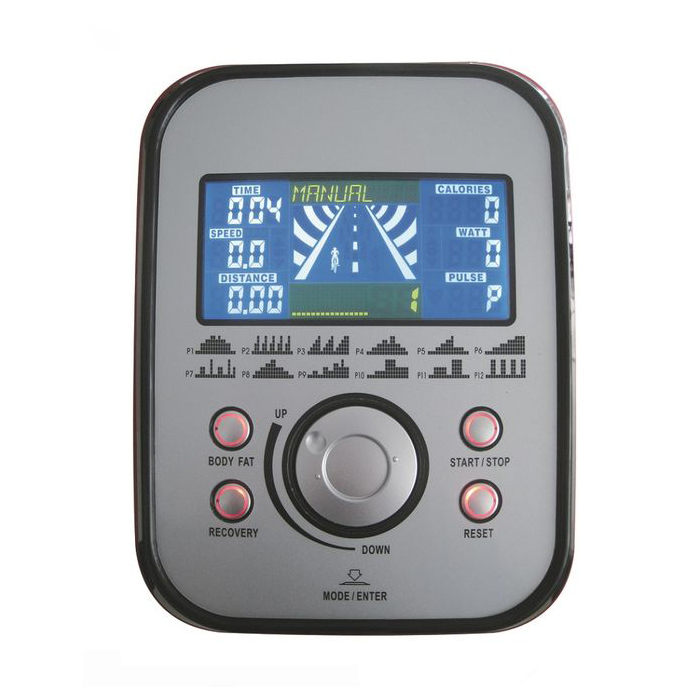 TIME
MANUAL
CALORIES
0:04
0
SPEED
WATT
0.0
0
DISTANCE
PULSE
0.00
1
P
P1 P2 P3 P4 P5 P6
P7 P8 P9 P10 P11 P12
UP
BODY FAT
START/STOP
RECOVERY
RESET
DOWN
MODE/ENTER